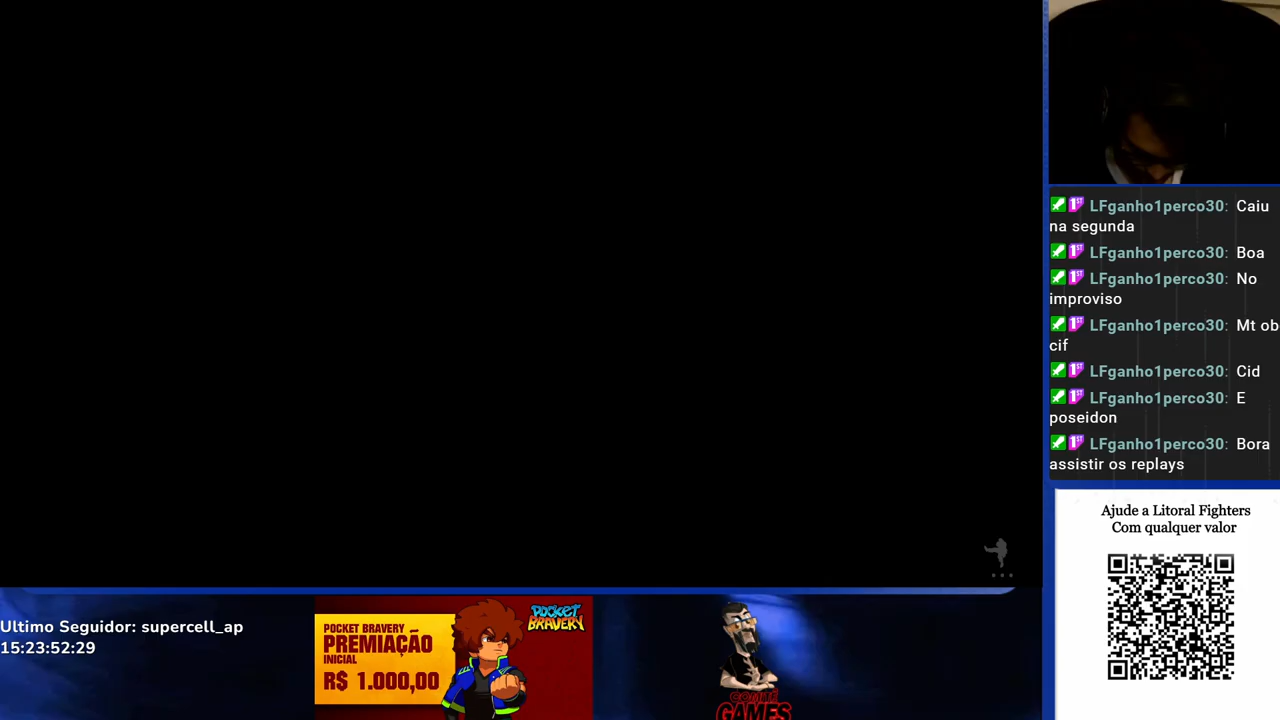 LFganho1perco30: Caiu
na segunda
LFganho1perco30: Boa
LFganho1perco30: No
improviso
LFganho1perco30: Mt ob
cif
LFganho1perco30: Cid
LFganho1perco30: E
poseidon
LFganho1perco30: Bora
assistir os replays
Ajude a Litoral Fighters
Com qualquer valor
Ultimo Seguidor: supercell_ap
15:23:52:29
POCKET BRAVERY
PREMIAÇÃO
INICIAL
R$ 1.000,00
POCKET
BRAVERY
COMITÊ
GAMES